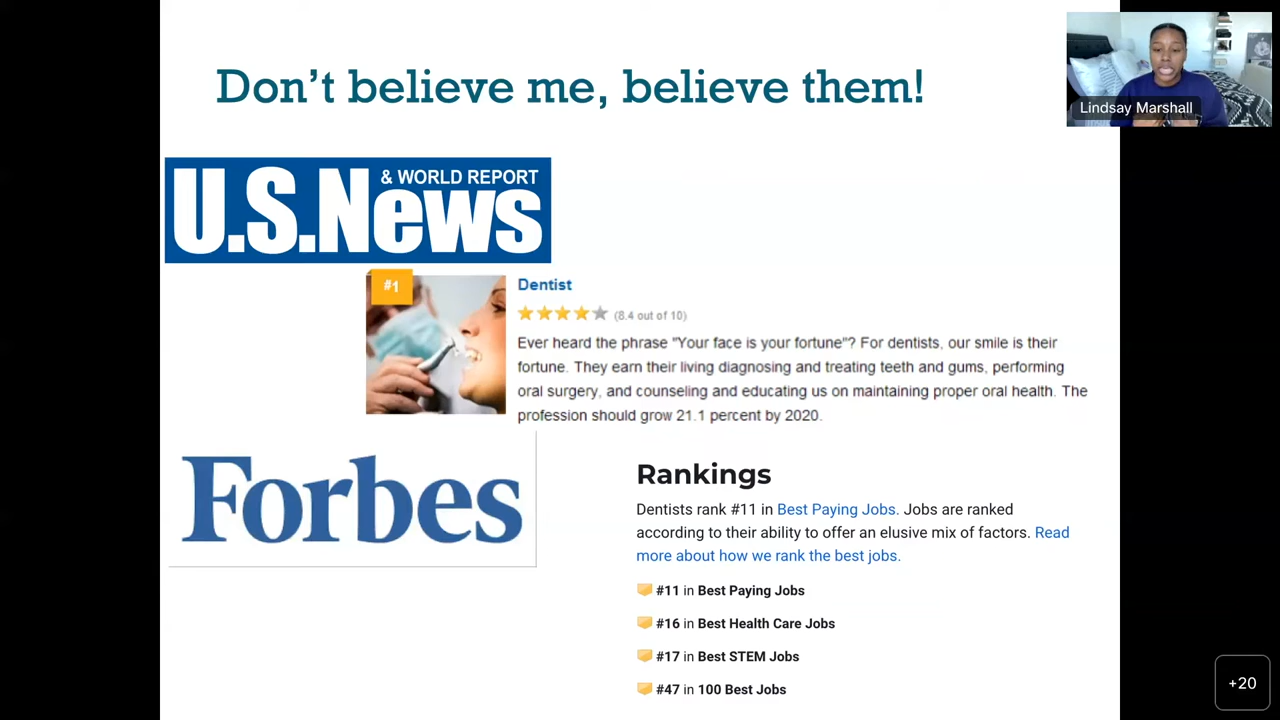 Don't believe me, believe them!
Lindsay Marshall
U.S.News
& WORLD REPORT
#1
Dentist
(8.4 out of 10)
Ever heard the phrase "Your face is your fortune"? For dentists, our smile is their
fortune. They earn their living diagnosing and treating teeth and gums, performing
oral surgery, and counseling and educating us on maintaining proper oral health. The
profession should grow 21.1 percent by 2020.
Forbes
Rankings
Dentists rank #11 in Best Paying Jobs. Jobs are ranked
according to their ability to offer an elusive mix of factors. Read
more about how we rank the best jobs.
#11 in Best Paying Jobs
#16 in Best Health Care Jobs
#17 in Best STEM Jobs
#47 in 100 Best Jobs
+20